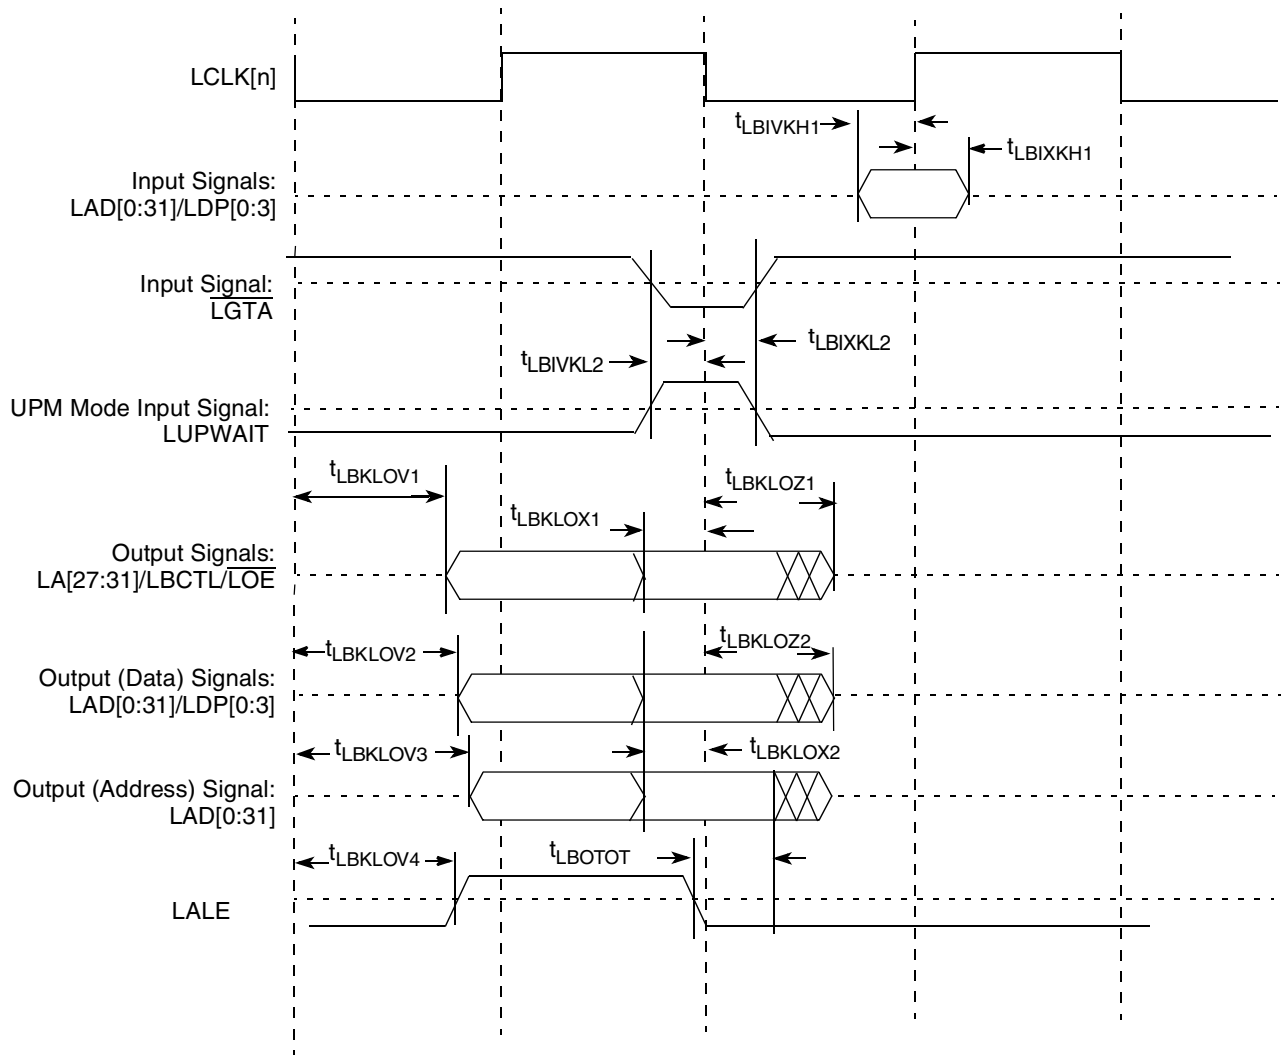 LCLK[n]
tLBIVKH1
tLBIXKH1
Input Signals:
LAD[0:31]/LDP[0:3]
Input Signal:
LGTA
tLBIXKL2
tLBIVKL2
UPM Mode Input Signal:
LUPWAIT
tLBKLOV1
tLBKLOZ1
tLBKLOX1
Output Signals:
LA[27:31]/LBCTL/LOE
tLBKLOV2
tLBKLOZ2
Output (Data) Signals:
LAD[0:31]/LDP[0:3]
tLBKLOV3
tLBKLOX2
Output (Address) Signal:
LAD[0:31]
tLBKLOV4
tLBOTOT
LALE